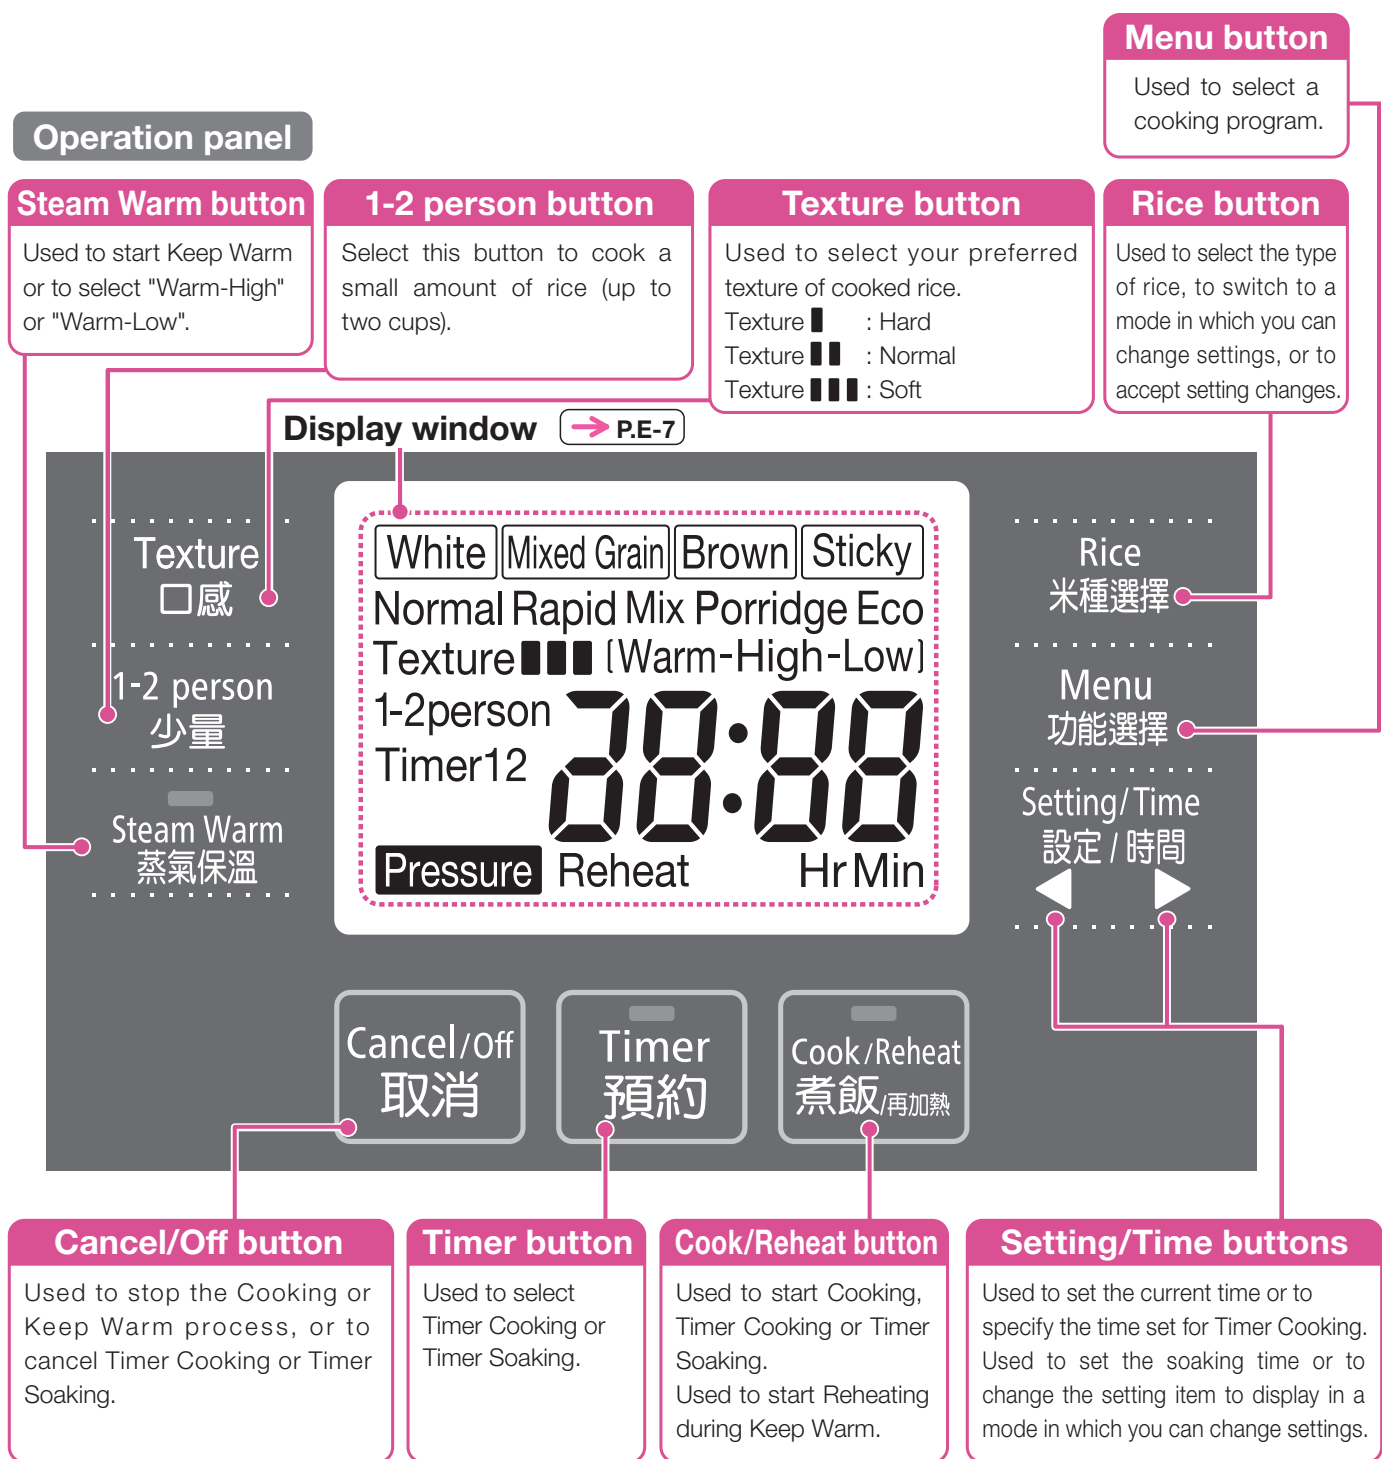 Menu button
Used to select a
cooking program.
Operation panel
Steam Warm button
Used to start Keep Warm
or to select "Warm-High"
or "Warm-Low".
1-2 person button
Select this button to cook a
small amount of rice (up to
two cups).
Texture button
Used to select your preferred
texture of cooked rice.
Texture ▮ : Hard
Texture ▮▮ : Normal
Texture ▮▮▮ : Soft
Rice button
Used to select the type
of rice, to switch to a
mode in which you can
change settings, or to
accept setting changes.
Display window → P.E-7
Texture
口感
1-2 person
少量
Steam Warm
蒸氣保溫
White Mixed Grain Brown Sticky
Normal Rapid Mix Porridge Eco
Texture ▮▮▮ (Warm-High-Low)
1-2person
Timer12
28:88
Pressure Reheat Hr Min
Rice
米種選擇
Menu
功能選擇
Setting/Time
設定/時間
Cancel/Off
取消
Timer
預約
Cook/Reheat
煮飯/再加熱
Cancel/Off button
Used to stop the Cooking or
Keep Warm process, or to
cancel Timer Cooking or Timer
Soaking.
Timer button
Used to select
Timer Cooking or
Timer Soaking.
Cook/Reheat button
Used to start Cooking,
Timer Cooking or Timer
Soaking.
Used to start Reheating
during Keep Warm.
Setting/Time buttons
Used to set the current time or to
specify the time set for Timer Cooking.
Used to set the soaking time or to
change the setting item to display in a
mode in which you can change settings.